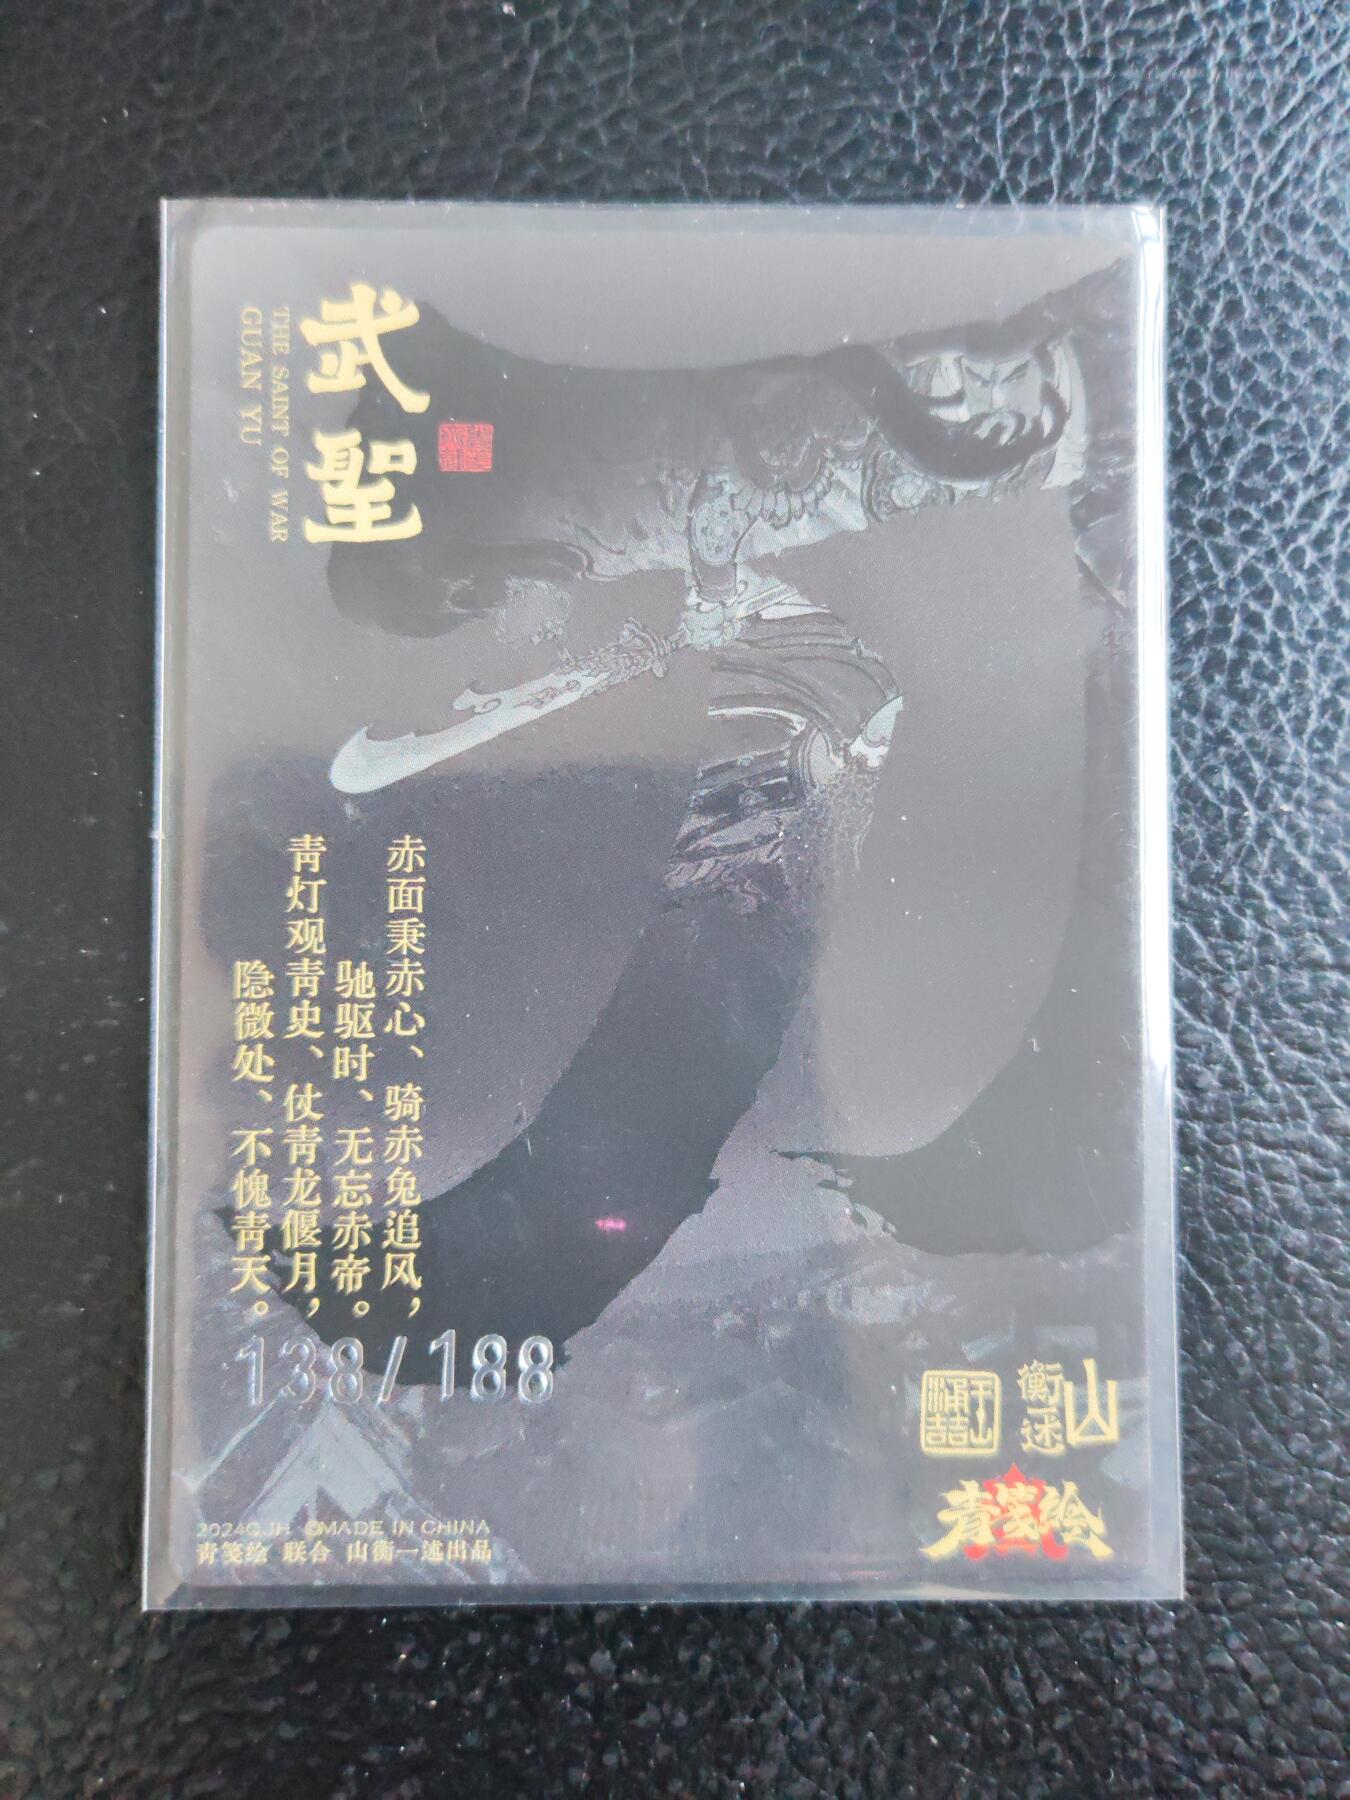 武聖
THE SAINT OF WAR
GUAN YU
赤面秉赤心、骑赤兔追风，
驰驱时、无忘赤帝。
青灯观青史、仗青龙偃月，
隐微处、不愧青天。
138/188
山
衡
述
青笺绘
2024QJH ©MADE IN CHINA
青笺绘 联合 山衡一述出品